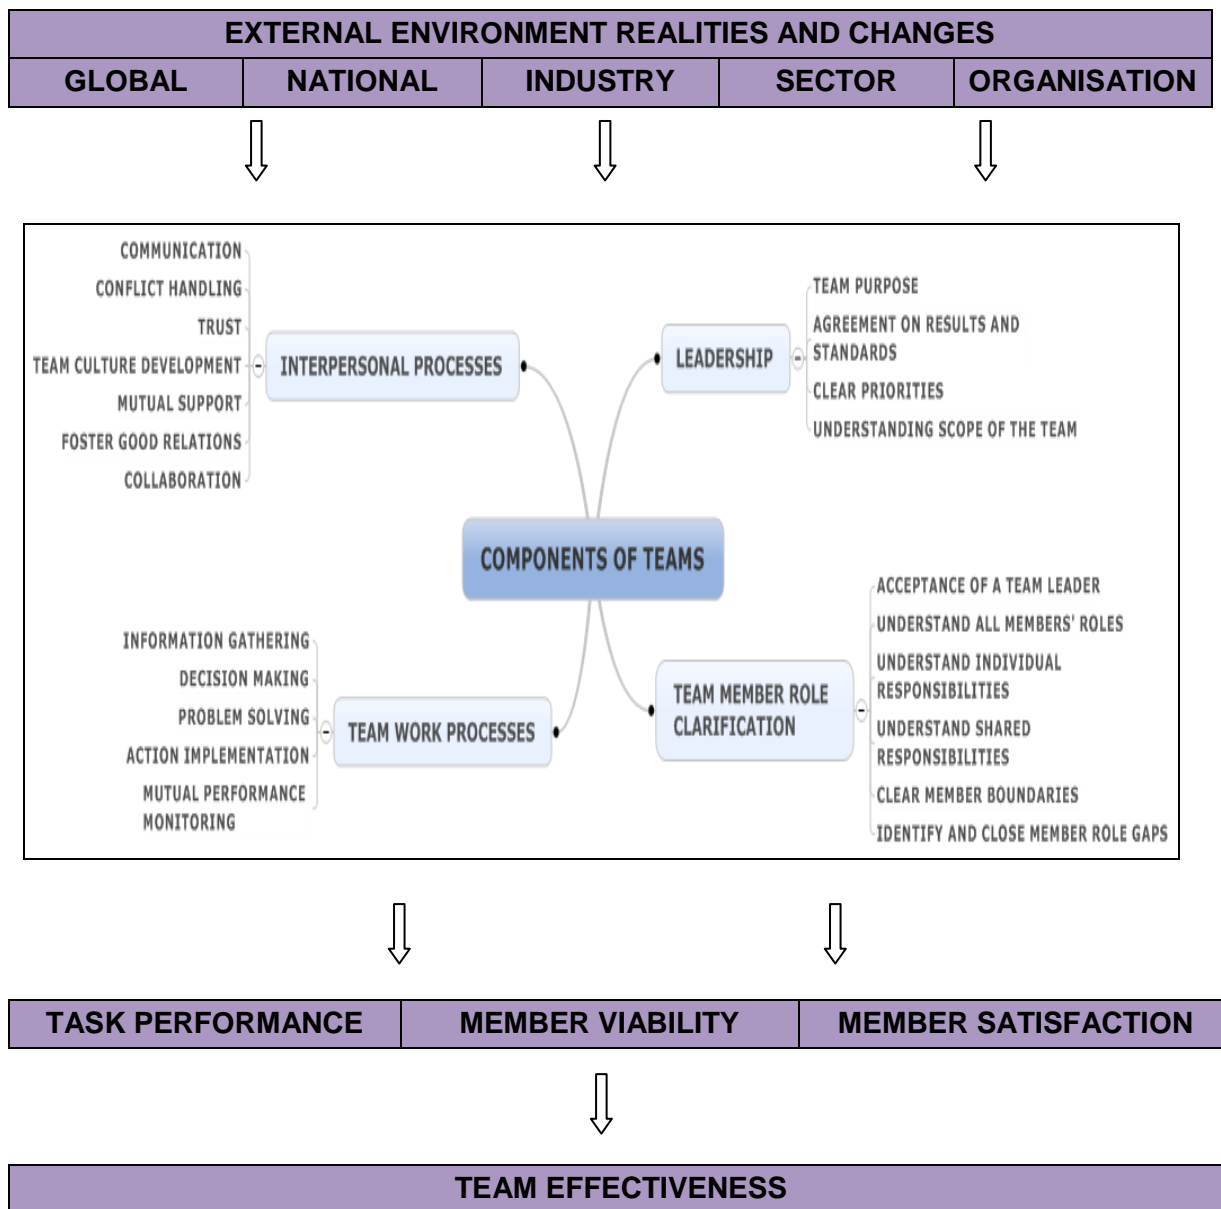 EXTERNAL ENVIRONMENT REALITIES AND CHANGES
GLOBAL NATIONAL INDUSTRY SECTOR ORGANISATION
COMMUNICATION
CONFLICT HANDLING
TRUST
TEAM CULTURE DEVELOPMENT
MUTUAL SUPPORT
FOSTER GOOD RELATIONS
COLLABORATION
INTERPERSONAL PROCESSES
LEADERSHIP
TEAM PURPOSE
AGREEMENT ON RESULTS AND
STANDARDS
CLEAR PRIORITIES
UNDERSTANDING SCOPE OF THE TEAM
COMPONENTS OF TEAMS
INFORMATION GATHERING
DECISION MAKING
PROBLEM SOLVING
ACTION IMPLEMENTATION
MUTUAL PERFORMANCE
MONITORING
TEAM WORK PROCESSES
TEAM MEMBER ROLE
CLARIFICATION
ACCEPTANCE OF A TEAM LEADER
UNDERSTAND ALL MEMBERS' ROLES
UNDERSTAND INDIVIDUAL
RESPONSIBILITIES
UNDERSTAND SHARED
RESPONSIBILITIES
CLEAR MEMBER BOUNDARIES
IDENTIFY AND CLOSE MEMBER ROLE GAPS
TASK PERFORMANCE MEMBER VIABILITY MEMBER SATISFACTION
TEAM EFFECTIVENESS